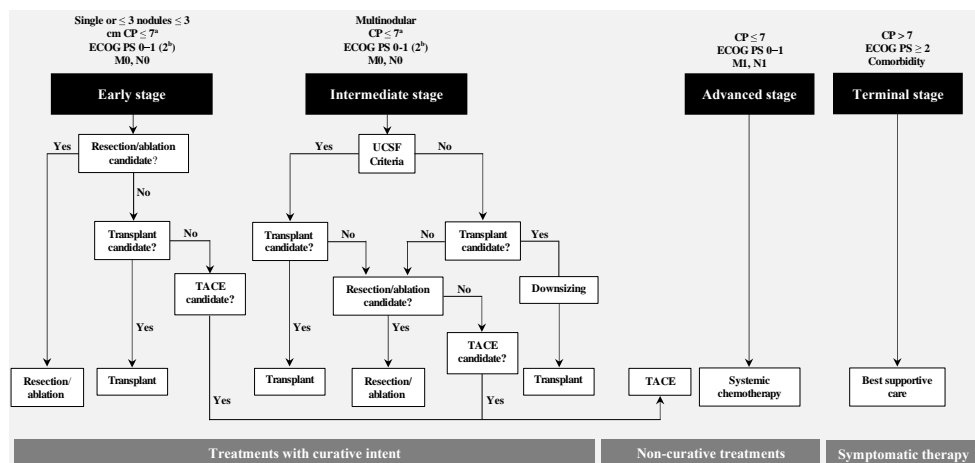 Single or ≤ 3 nodules ≤ 3
cm CP ≤ 7ᵃ
ECOG PS 0–1 (2ᵇ)
M0, N0
Multinodular
CP ≤ 7ᵃ
ECOG PS 0-1 (2ᵇ)
M0, N0
CP ≤ 7
ECOG PS 0–1
M1, N1
CP > 7
ECOG PS ≥ 2
Comorbidity
Early stage
Intermediate stage
Advanced stage
Terminal stage
Yes
Resection/ablation
candidate?
No
Yes
UCSF
Criteria
No
Transplant
candidate?
No
Transplant
candidate?
No
No
Transplant
candidate?
Yes
TACE
candidate?
Yes
Resection/ablation
candidate?
No
Downsizing
Yes
Yes
TACE
candidate?
Resection/
ablation
Transplant
Yes
Transplant
Resection/
ablation
Yes
Transplant
TACE
Systemic
chemotherapy
Best supportive
care
Treatments with curative intent
Non-curative treatments
Symptomatic therapy